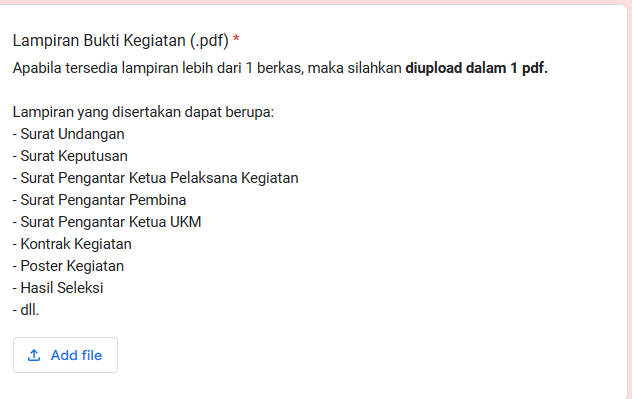 Lampiran Bukti Kegiatan (.pdf) *
Apabila tersedia lampiran lebih dari 1 berkas, maka silahkan diupload dalam 1 pdf.
Lampiran yang disertakan dapat berupa:
- Surat Undangan
- Surat Keputusan
- Surat Pengantar Ketua Pelaksana Kegiatan
- Surat Pengantar Pembina
- Surat Pengantar Ketua UKM
- Kontrak Kegiatan
- Poster Kegiatan
- Hasil Seleksi
- dll.
Add file